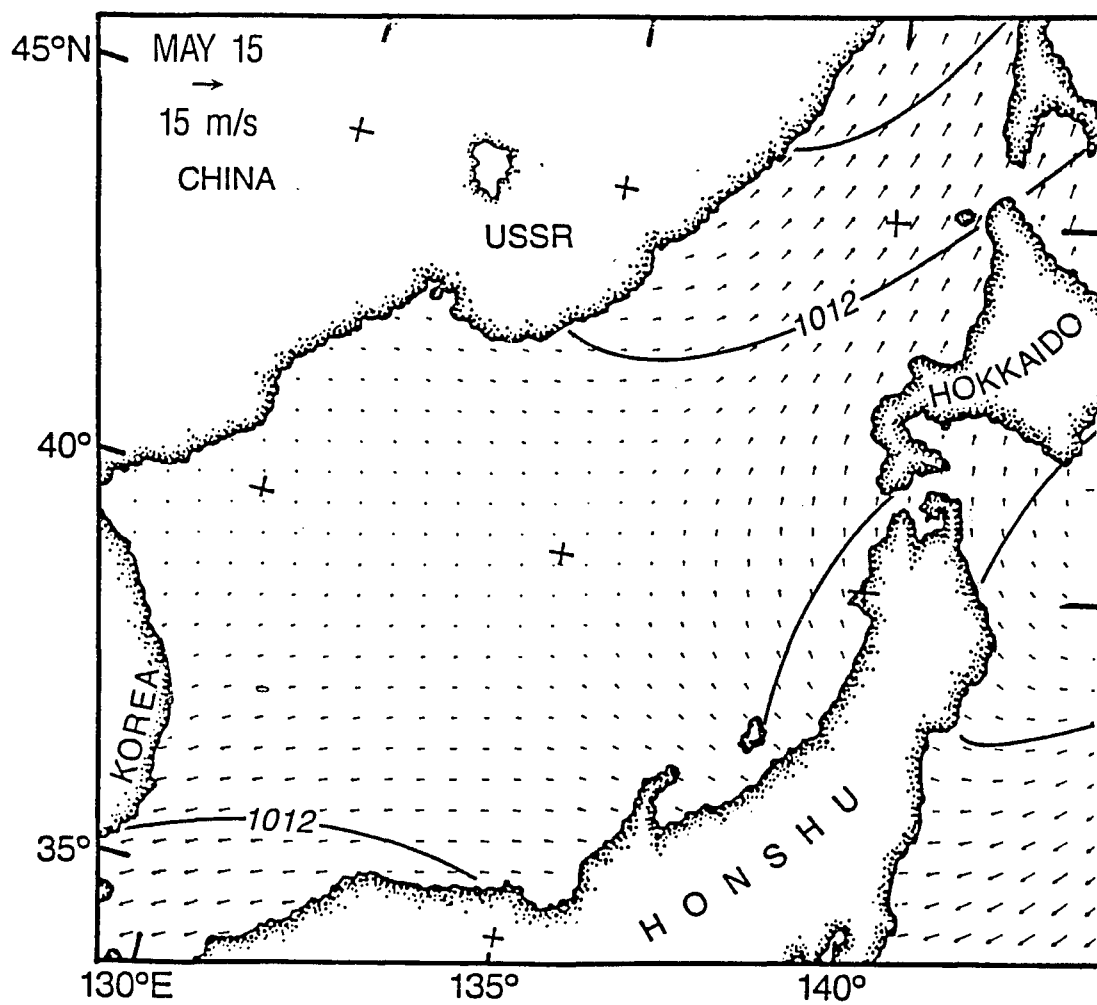 45°N
MAY 15
→
15 m/s
CHINA
USSR
1012
HOKKAIDO
40°
KOREA
1012
35°
HONSHU
130°E
135°
140°